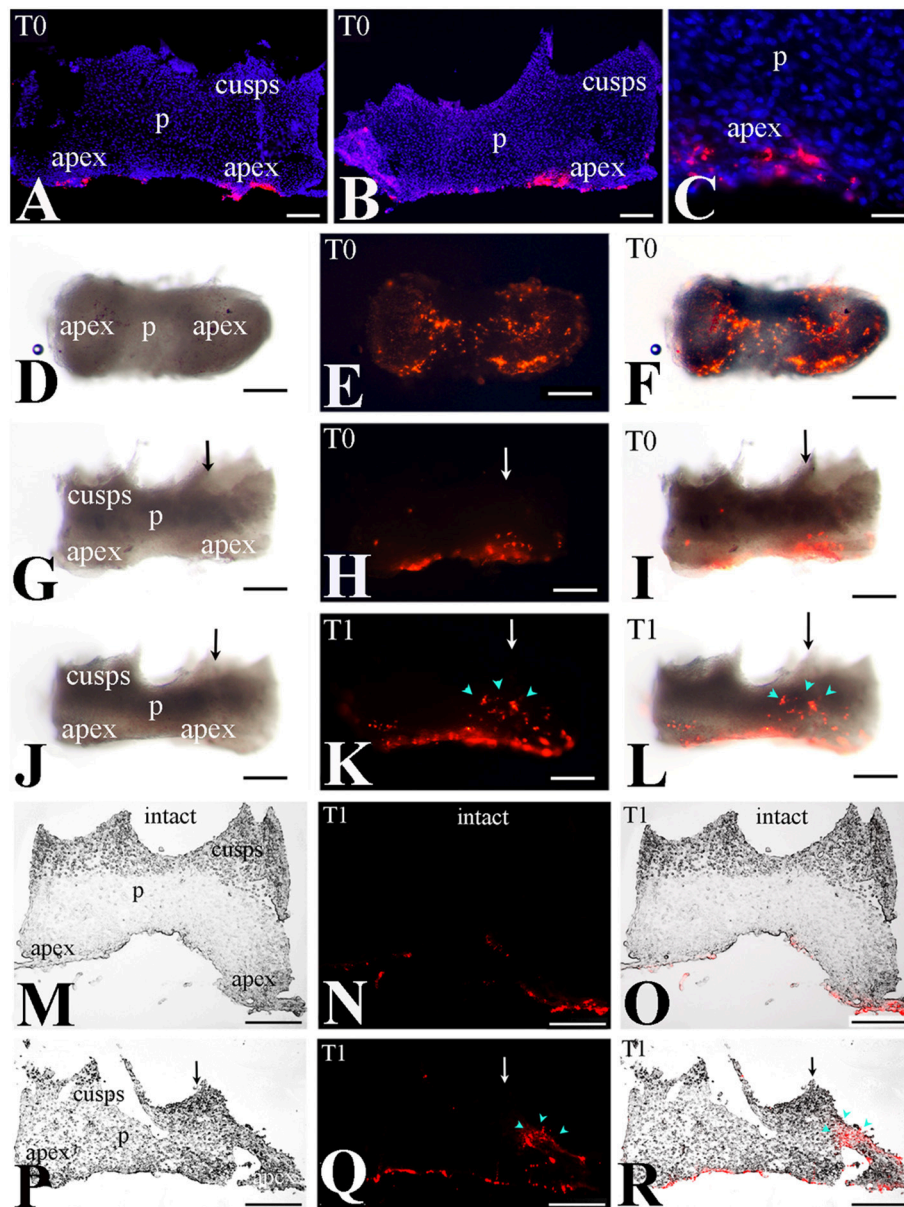 T0 cusps p apex apex A
T0 cusps p apex B
p apex C
apex p apex D
T0 E
T0 F
cusps p apex apex G
T0 H
T0 I
cusps p apex apex J
T1 K
T1 L
intact cusps p apex apex M
T1 intact N
T1 intact O
cusps apex p P
T1 Q
T1 R